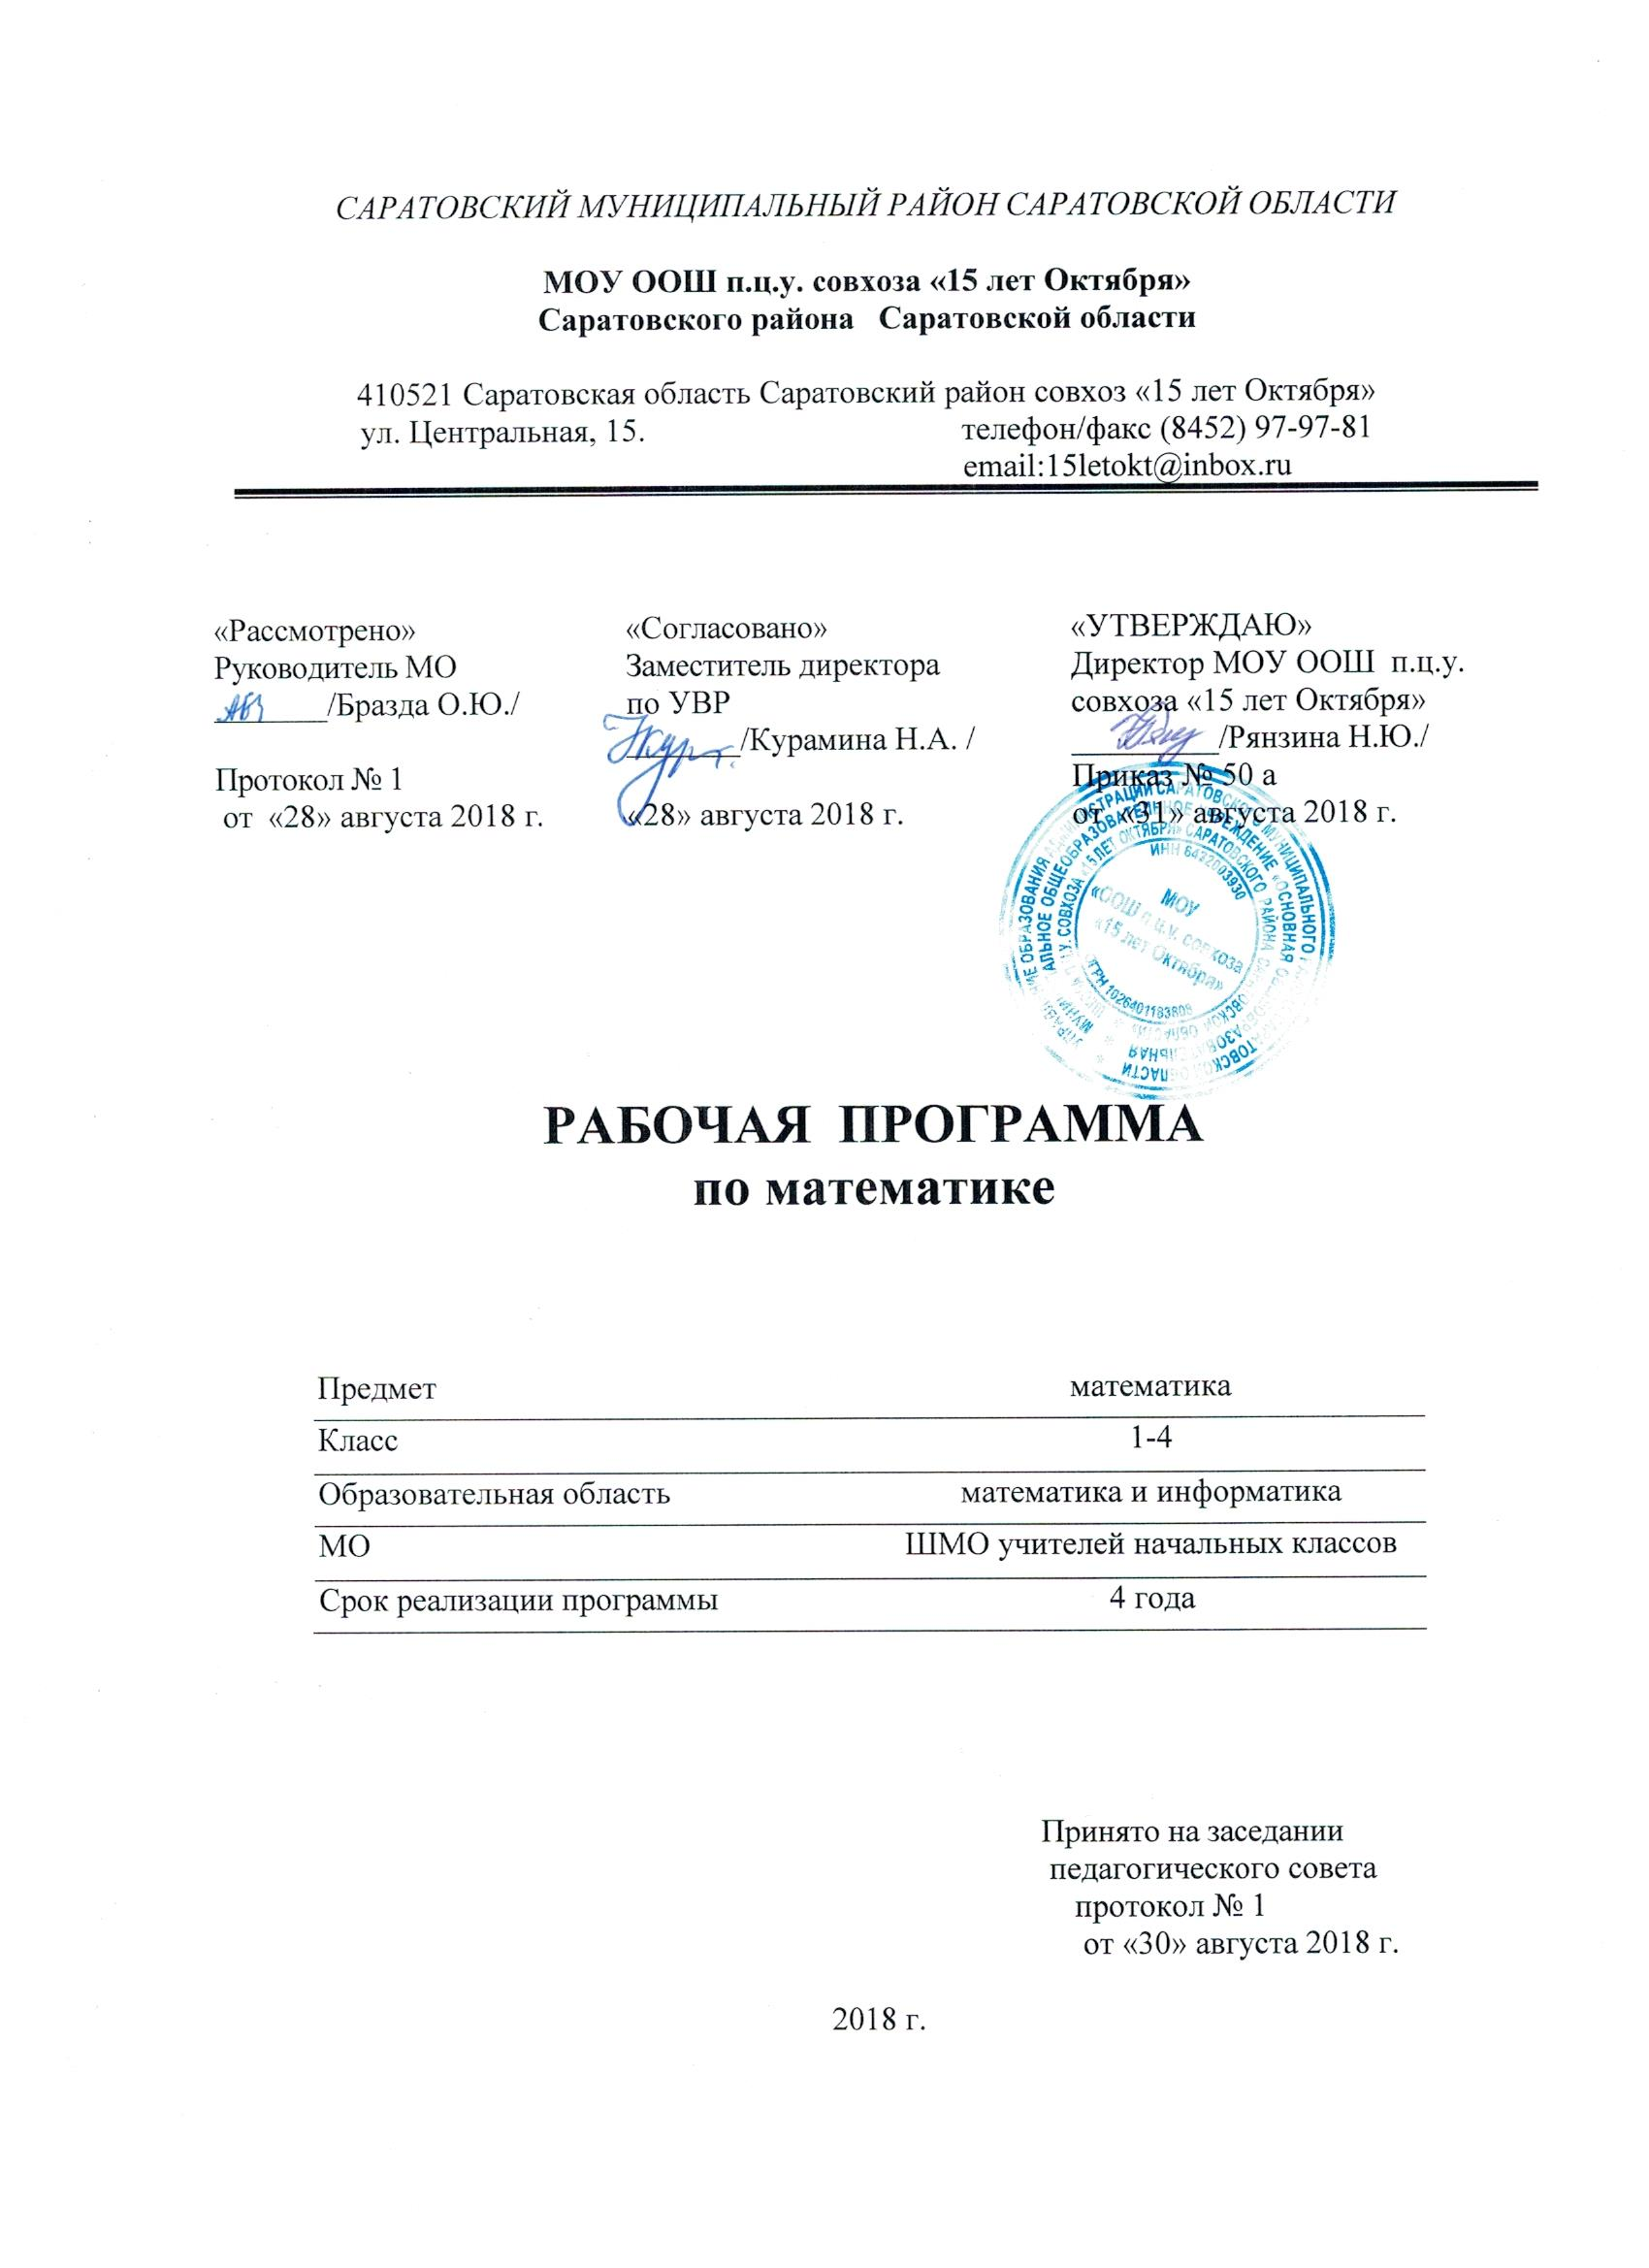 САРАТОВСКИЙ МУНИЦИПАЛЬНЫЙ РАЙОН САРАТОВСКОЙ ОБЛАСТИ
МОУ ООШ п.ц.у. совхоза «15 лет Октября»
Саратовского района Саратовской области
410521 Саратовская область Саратовский район совхоз «15 лет Октября»
ул. Центральная, 15. телефон/факс (8452) 97-97-81
email:15letokt@inbox.ru
«Рассмотрено»
Руководитель МО
________/Бразда О.Ю./
Протокол № 1
от «28» августа 2018 г.
«Согласовано»
Заместитель директора
по УВР
________/Курамина Н.А. /
«28» августа 2018 г.
«УТВЕРЖДАЮ»
Директор МОУ ООШ п.ц.у.
совхоза «15 лет Октября»
__________/Рянзина Н.Ю./
Приказ № 50 а
от «31» августа 2018 г.
ИНН 6432003930
МОУ
«ООШ п.ц.у. совхоза
«15 лет Октября»
РАБОЧАЯ ПРОГРАММА
по математике
Предмет математика
Класс 1-4
Образовательная область математика и информатика
МО ШМО учителей начальных классов
Срок реализации программы 4 года
Принято на заседании
педагогического совета
протокол № 1
от «30» августа 2018 г.
2018 г.